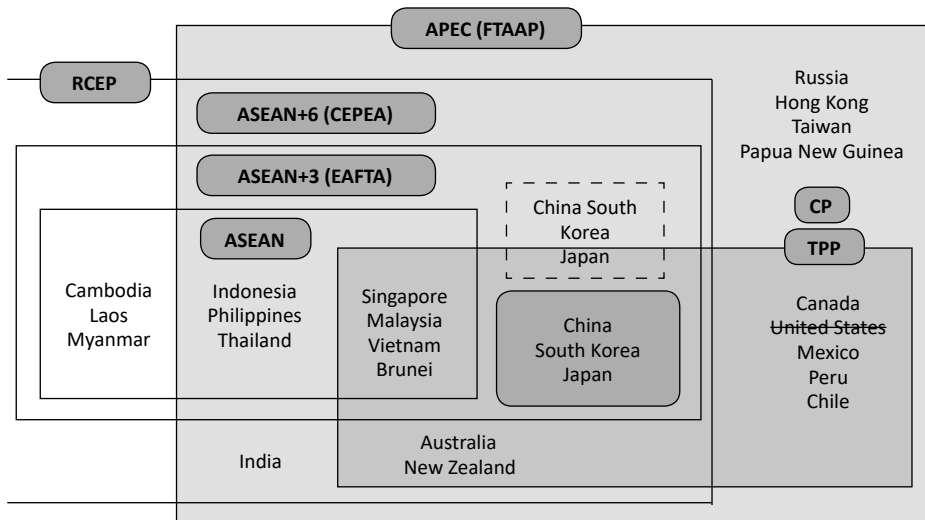 APEC (FTAAP)
RCEP
Russia
Hong Kong
Taiwan
Papua New Guinea
ASEAN+6 (CEPEA)
ASEAN+3 (EAFTA)
China South
Korea
Japan
CP
TPP
ASEAN
Cambodia
Laos
Myanmar
Indonesia
Philippines
Thailand
Singapore
Malaysia
Vietnam
Brunei
China
South Korea
Japan
Canada
United States
Mexico
Peru
Chile
India
Australia
New Zealand